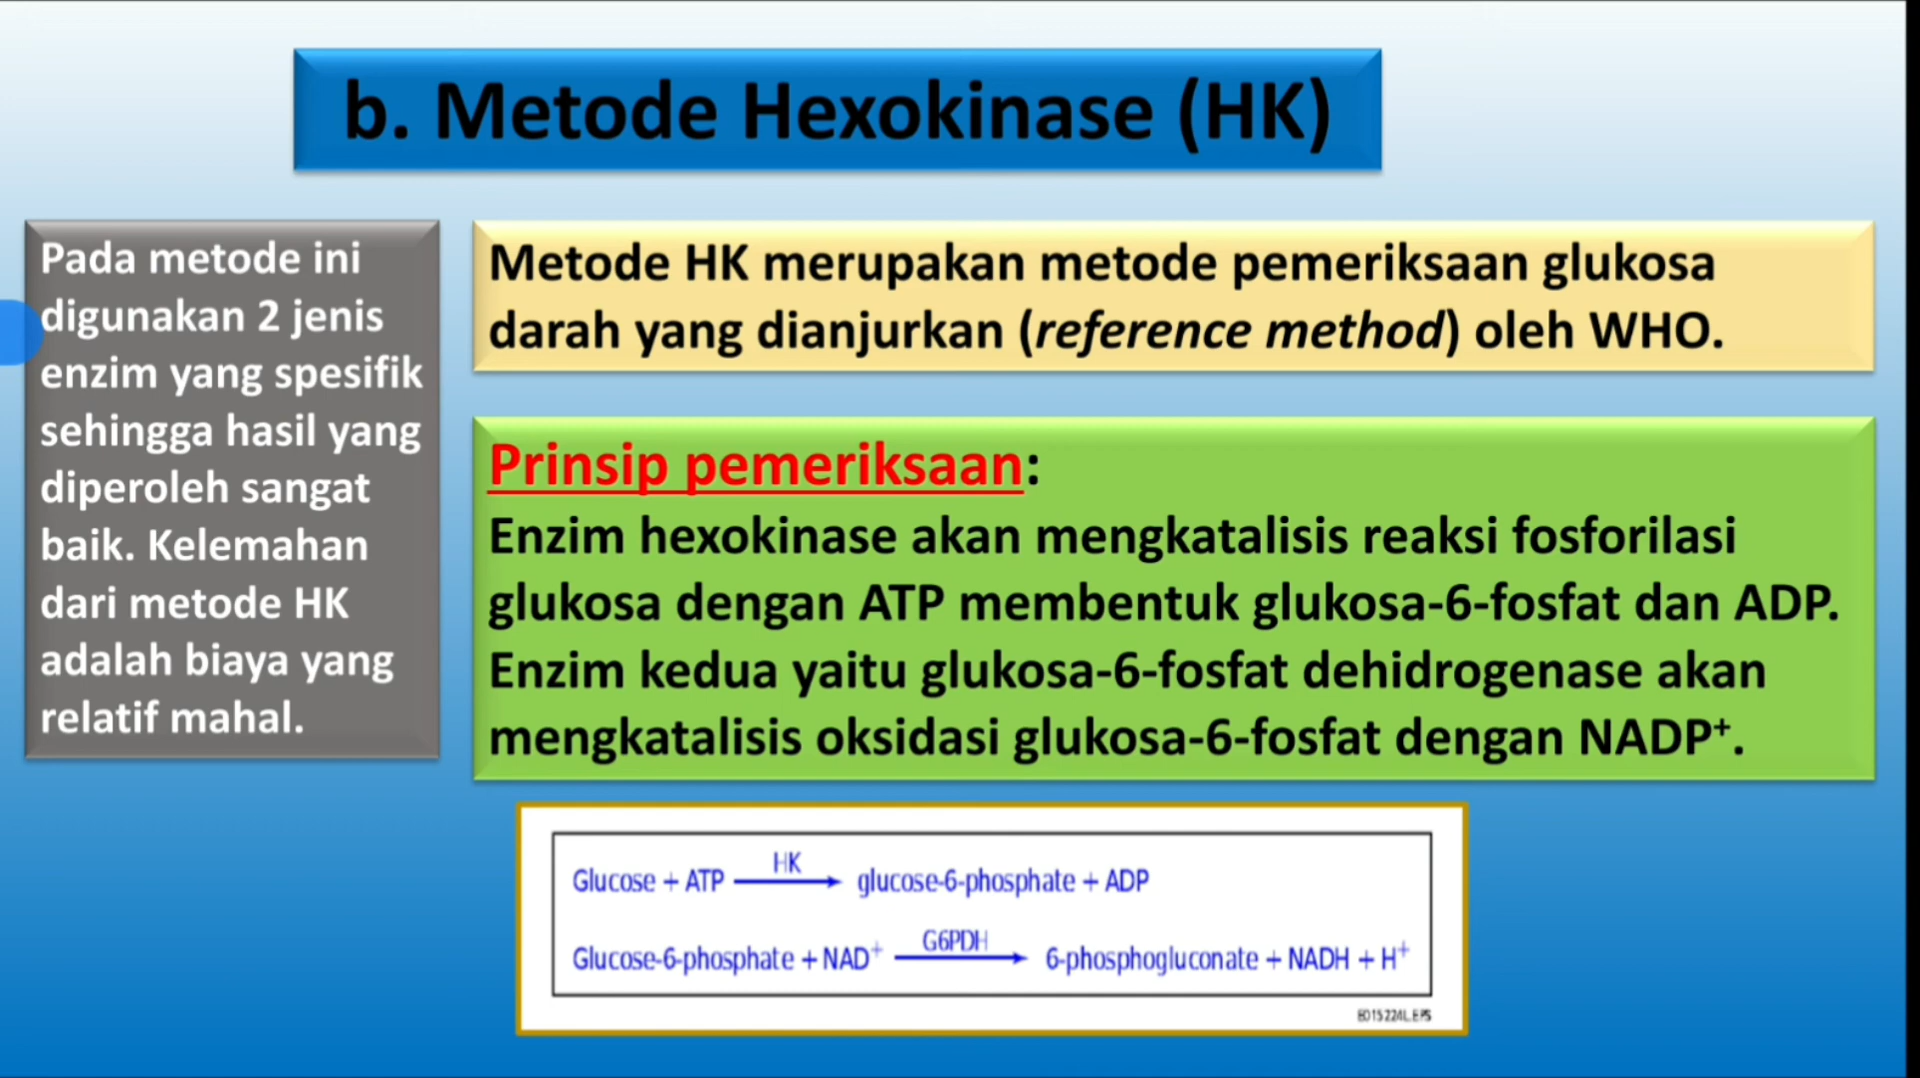 b. Metode Hexokinase (HK)
Pada metode ini
digunakan 2 jenis
enzim yang spesifik
sehingga hasil yang
diperoleh sangat
baik. Kelemahan
dari metode HK
adalah biaya yang
relatif mahal.
Metode HK merupakan metode pemeriksaan glukosa
darah yang dianjurkan (reference method) oleh WHO.
Prinsip pemeriksaan:
Enzim hexokinase akan mengkatalisis reaksi fosforilasi
glukosa dengan ATP membentuk glukosa-6-fosfat dan ADP.
Enzim kedua yaitu glukosa-6-fosfat dehidrogenase akan
mengkatalisis oksidasi glukosa-6-fosfat dengan NADP⁺.
HK
Glucose + ATP ⟶ glucose-6-phosphate + ADP
G6PDH
Glucose-6-phosphate + NAD⁺ ⟶ 6-phosphogluconate + NADH + H⁺